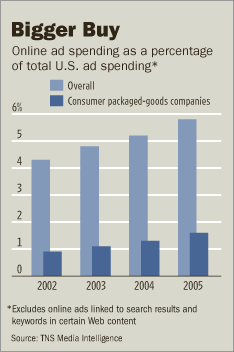 Bigger Buy
Online ad spending as a percentage
of total U.S. ad spending*
Overall
Consumer packaged-goods companies
6%
5
4
3
2
1
0
2002 2003 2004 2005
*Excludes online ads linked to search results and
keywords in certain Web content
Source: TNS Media Intelligence